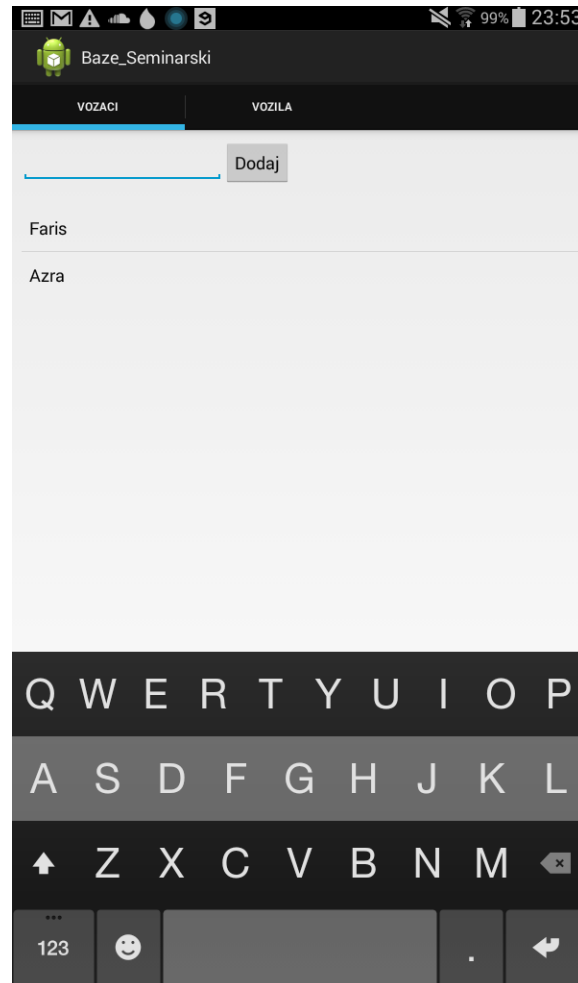 99% 23:53
Baze_Seminarski
VOZACI VOZILA
Dodaj
Faris
Azra
Q W E R T Y U I O P
A S D F G H J K L
Z X C V B N M
123 .